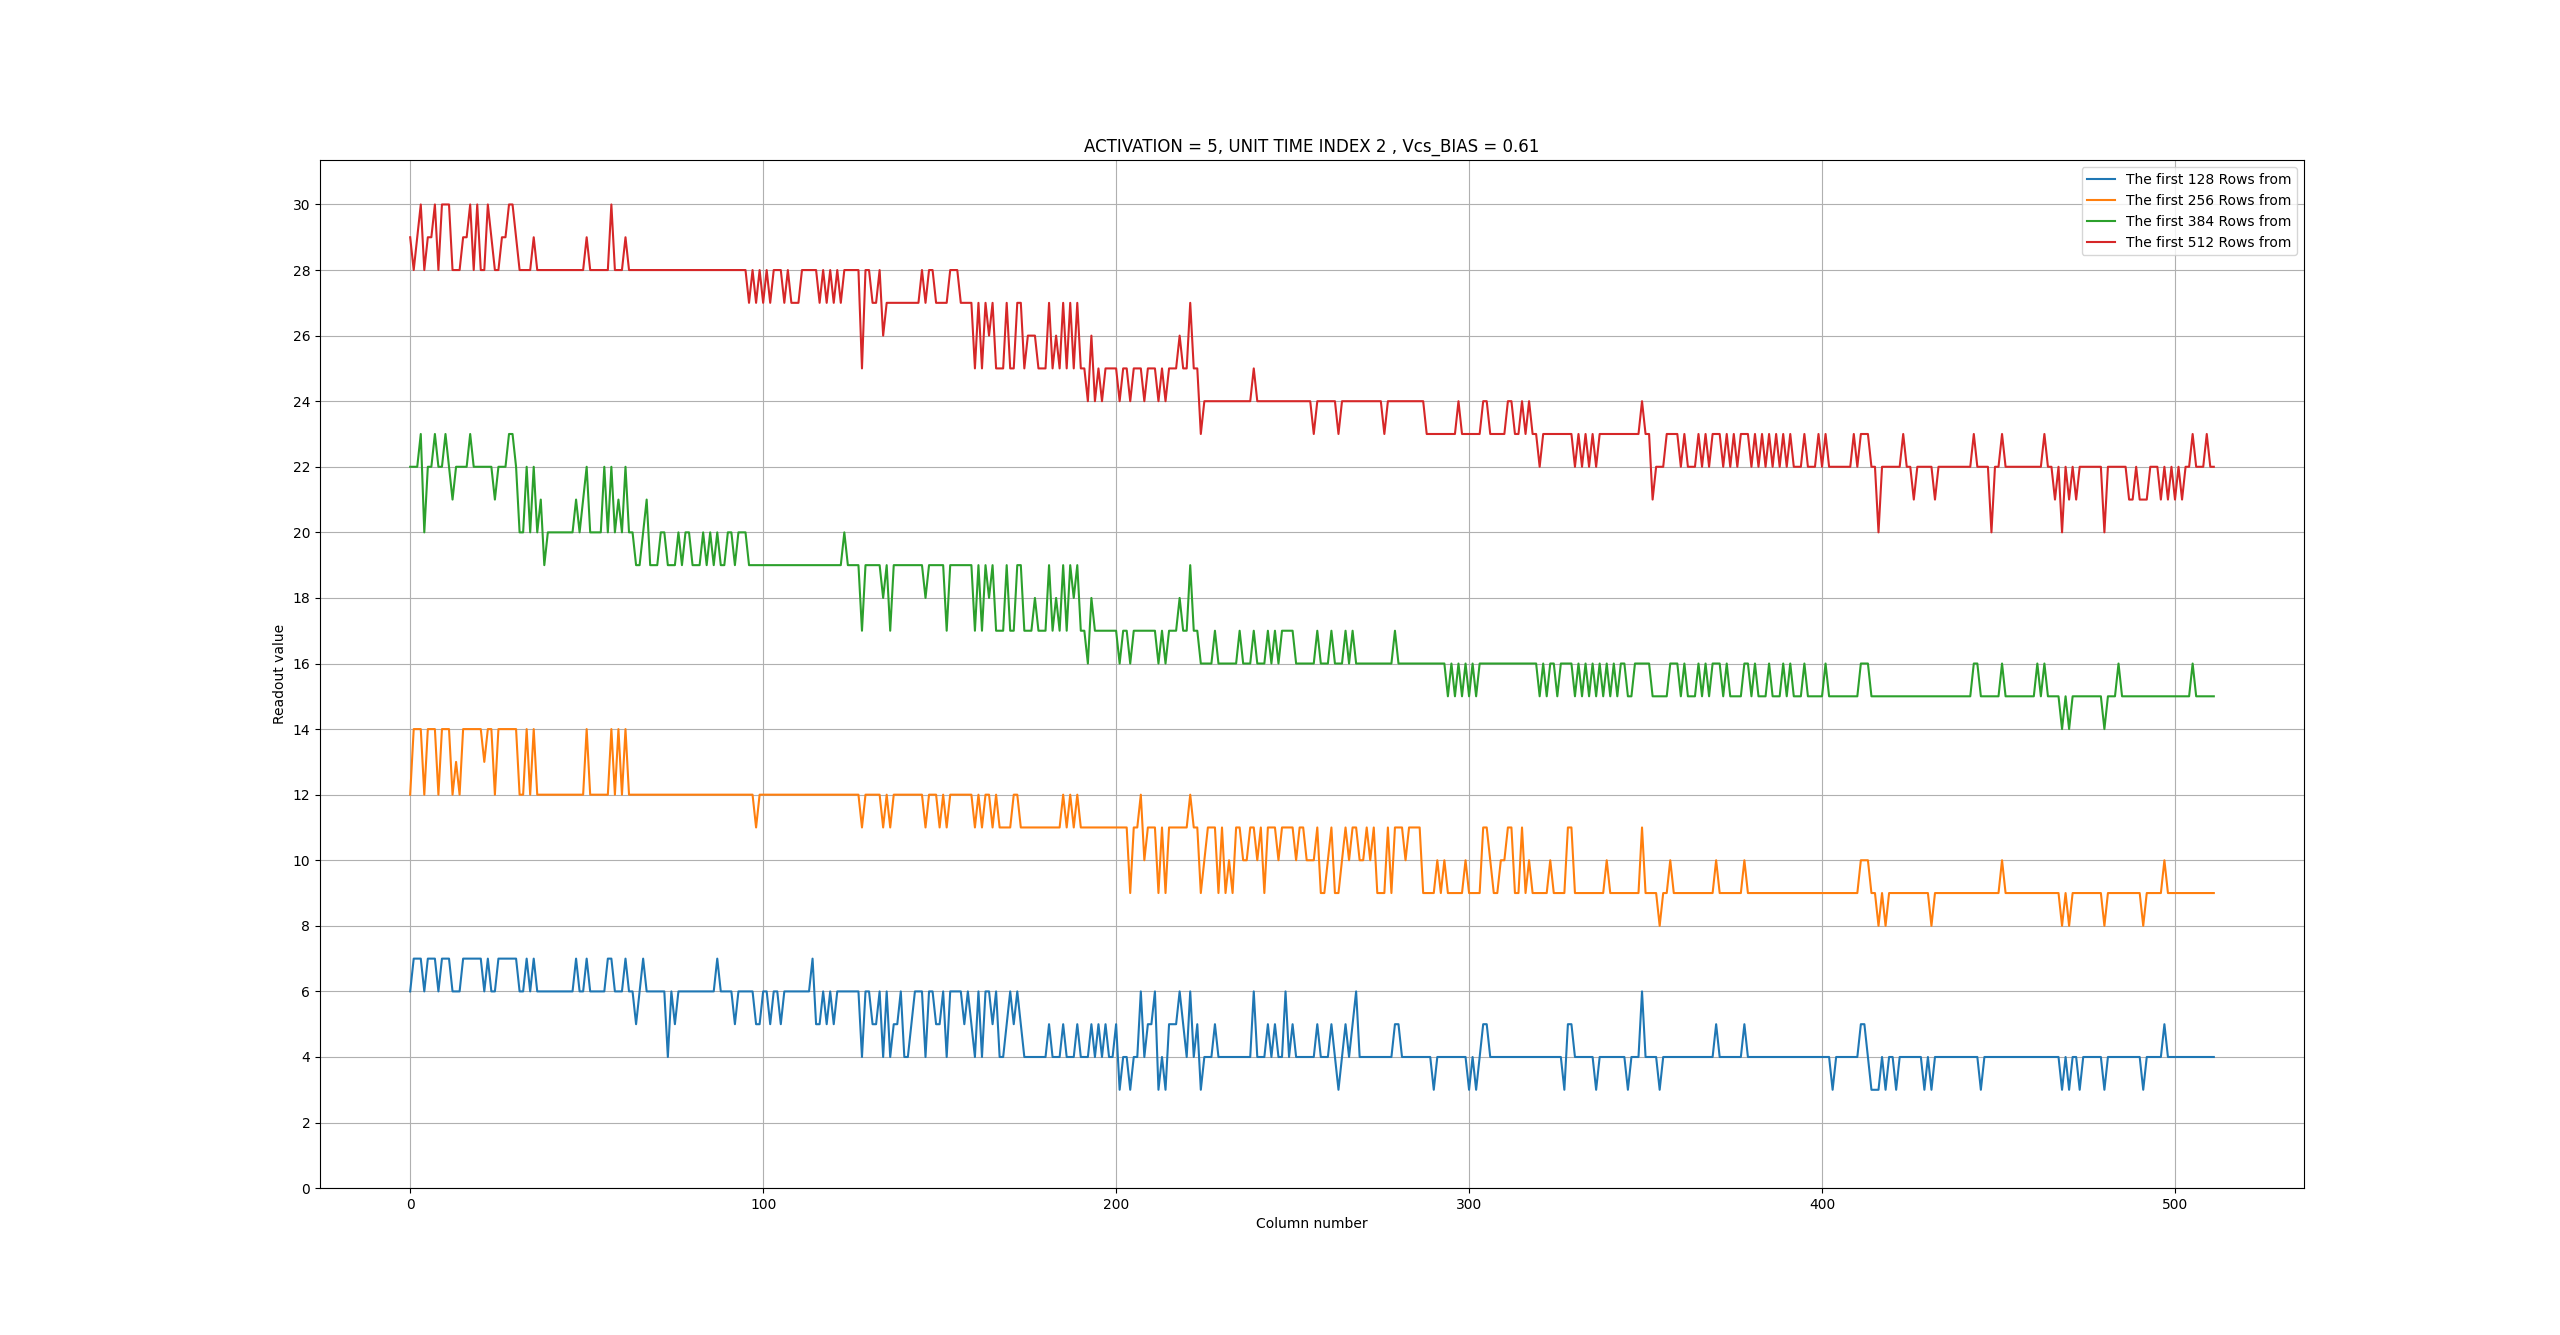 ACTIVATION = 5, UNIT TIME INDEX 2 , Vcs_BIAS = 0.61
The first 128 Rows from
The first 256 Rows from
The first 384 Rows from
The first 512 Rows from
Readout value
30
28
26
24
22
20
18
16
14
12
10
8
6
4
2
0
0 100 200 300 400 500
Column number